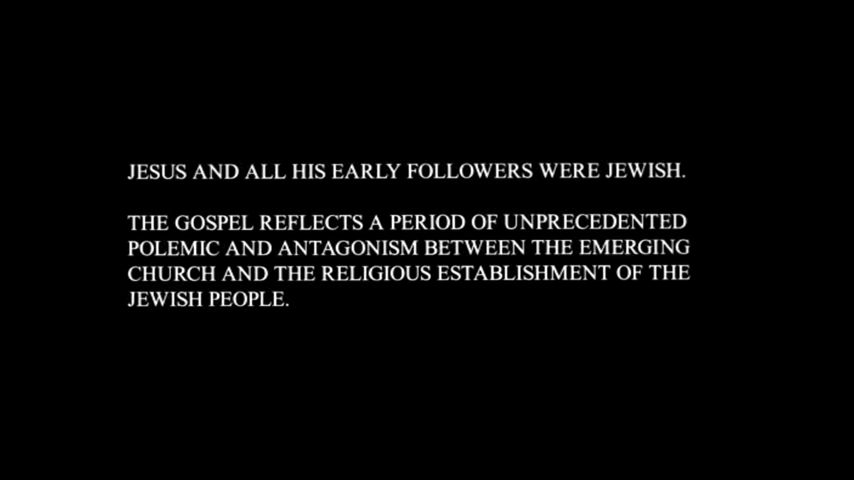 JESUS AND ALL HIS EARLY FOLLOWERS WERE JEWISH.
THE GOSPEL REFLECTS A PERIOD OF UNPRECEDENTED
POLEMIC AND ANTAGONISM BETWEEN THE EMERGING
CHURCH AND THE RELIGIOUS ESTABLISHMENT OF THE
JEWISH PEOPLE.